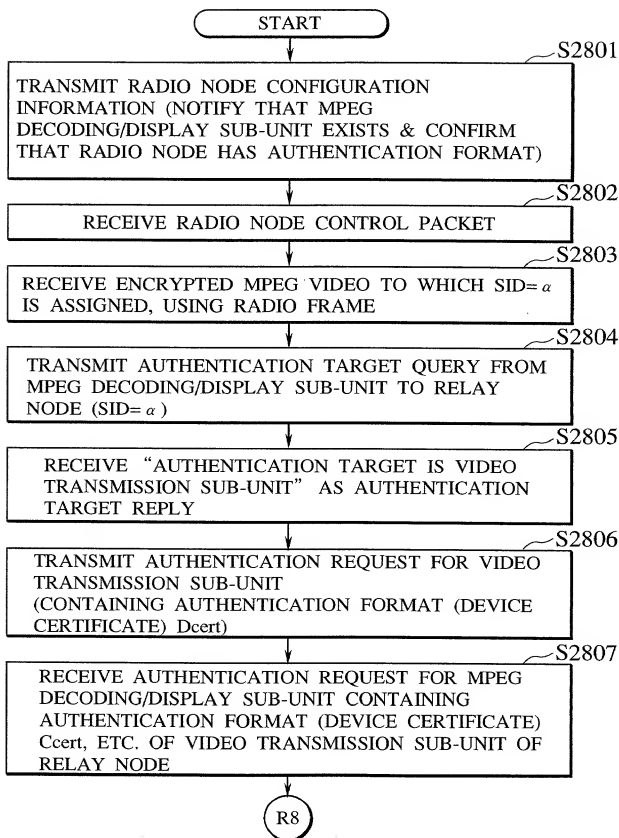 START
S2801
TRANSMIT RADIO NODE CONFIGURATION
INFORMATION (NOTIFY THAT MPEG
DECODING/DISPLAY SUB-UNIT EXISTS & CONFIRM
THAT RADIO NODE HAS AUTHENTICATION FORMAT)
S2802
RECEIVE RADIO NODE CONTROL PACKET
S2803
RECEIVE ENCRYPTED MPEG VIDEO TO WHICH SID= α
IS ASSIGNED, USING RADIO FRAME
S2804
TRANSMIT AUTHENTICATION TARGET QUERY FROM
MPEG DECODING/DISPLAY SUB-UNIT TO RELAY
NODE (SID= α )
S2805
RECEIVE “AUTHENTICATION TARGET IS VIDEO
TRANSMISSION SUB-UNIT” AS AUTHENTICATION
TARGET REPLY
S2806
TRANSMIT AUTHENTICATION REQUEST FOR VIDEO
TRANSMISSION SUB-UNIT
(CONTAINING AUTHENTICATION FORMAT (DEVICE
CERTIFICATE) Dcert)
S2807
RECEIVE AUTHENTICATION REQUEST FOR MPEG
DECODING/DISPLAY SUB-UNIT CONTAINING
AUTHENTICATION FORMAT (DEVICE CERTIFICATE)
Ccert, ETC. OF VIDEO TRANSMISSION SUB-UNIT OF
RELAY NODE
R8